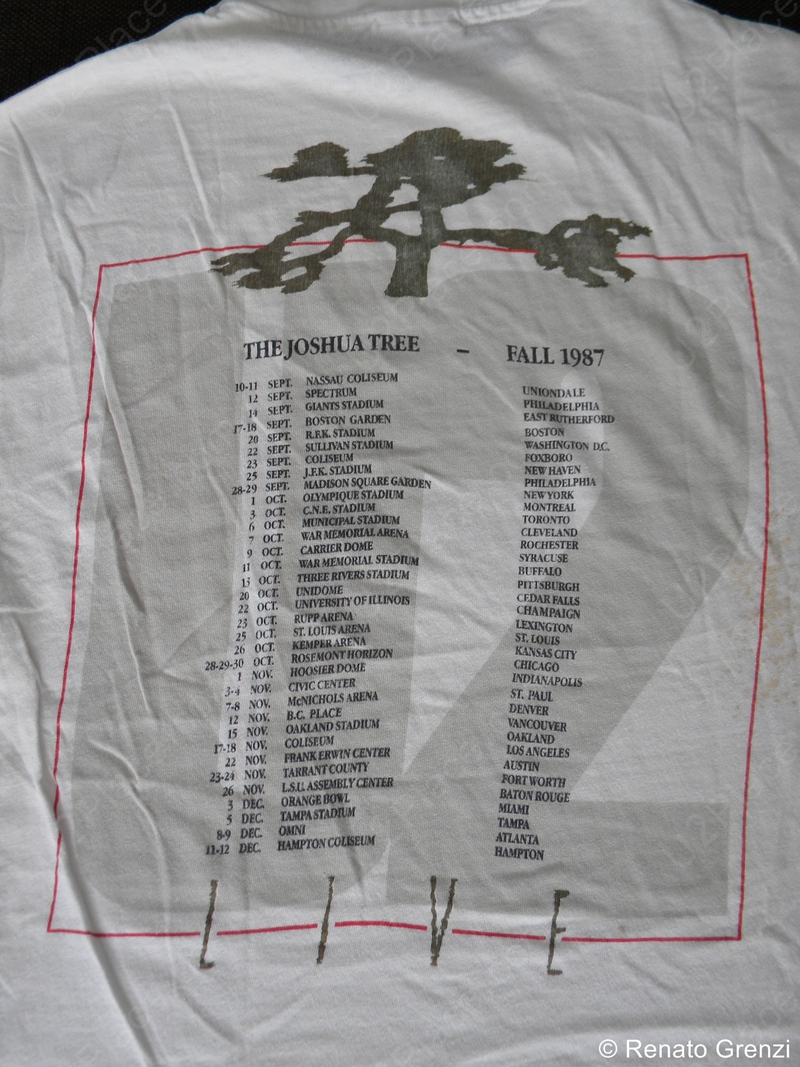 THE JOSHUA TREE – FALL 1987
10-11 SEPT. NASSAU COLISEUM UNIONDALE
12 SEPT. SPECTRUM PHILADELPHIA
14 SEPT. GIANTS STADIUM EAST RUTHERFORD
17-18 SEPT. BOSTON GARDEN BOSTON
20 SEPT. R.F.K. STADIUM WASHINGTON D.C.
22 SEPT. SULLIVAN STADIUM FOXBORO
23 SEPT. COLISEUM NEW HAVEN
25 SEPT. J.F.K. STADIUM PHILADELPHIA
28-29 SEPT. MADISON SQUARE GARDEN NEW YORK
1 OCT. OLYMPIQUE STADIUM MONTREAL
3 OCT. C.N.E. STADIUM TORONTO
6 OCT. MUNICIPAL STADIUM CLEVELAND
7 OCT. WAR MEMORIAL ARENA ROCHESTER
9 OCT. CARRIER DOME SYRACUSE
11 OCT. WAR MEMORIAL STADIUM BUFFALO
13 OCT. THREE RIVERS STADIUM PITTSBURGH
20 OCT. UNIDOME CEDAR FALLS
22 OCT. UNIVERSITY OF ILLINOIS CHAMPAIGN
23 OCT. RUPP ARENA LEXINGTON
25 OCT. ST. LOUIS ARENA ST. LOUIS
26 OCT. KEMPER ARENA KANSAS CITY
28-29-30 OCT. ROSEMONT HORIZON CHICAGO
1 NOV. HOOSIER DOME INDIANAPOLIS
3-4 NOV. CIVIC CENTER ST. PAUL
7-8 NOV. McNICHOLS ARENA DENVER
12 NOV. B.C. PLACE VANCOUVER
15 NOV. OAKLAND STADIUM OAKLAND
17-18 NOV. COLISEUM LOS ANGELES
22 NOV. FRANK ERWIN CENTER AUSTIN
23-24 NOV. TARRANT COUNTY FORT WORTH
26 NOV. L.S.U. ASSEMBLY CENTER BATON ROUGE
3 DEC. ORANGE BOWL MIAMI
5 DEC. TAMPA STADIUM TAMPA
8-9 DEC. OMNI ATLANTA
11-12 DEC. HAMPTON COLISEUM HAMPTON
U2
LIVE
© Renato Grenzi